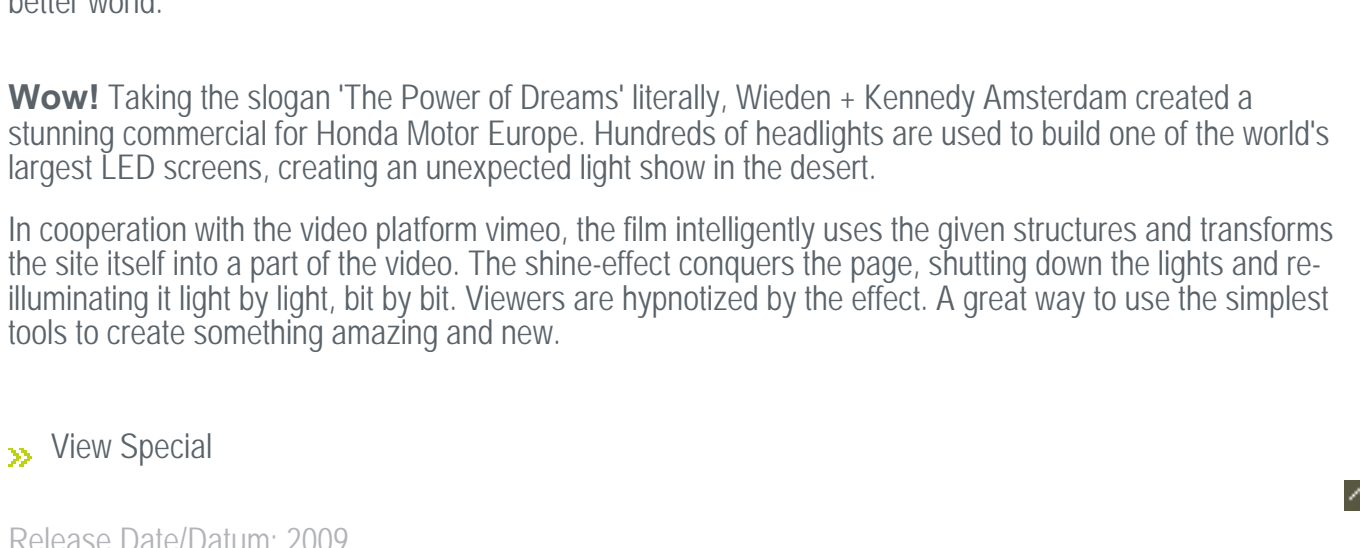 better world.
Wow! Taking the slogan 'The Power of Dreams' literally, Wieden + Kennedy Amsterdam created a
stunning commercial for Honda Motor Europe. Hundreds of headlights are used to build one of the world's
largest LED screens, creating an unexpected light show in the desert.
In cooperation with the video platform vimeo, the film intelligently uses the given structures and transforms
the site itself into a part of the video. The shine-effect conquers the page, shutting down the lights and re-
illuminating it light by light, bit by bit. Viewers are hypnotized by the effect. A great way to use the simplest
tools to create something amazing and new.
View Special
Release Date/Datum: 2009